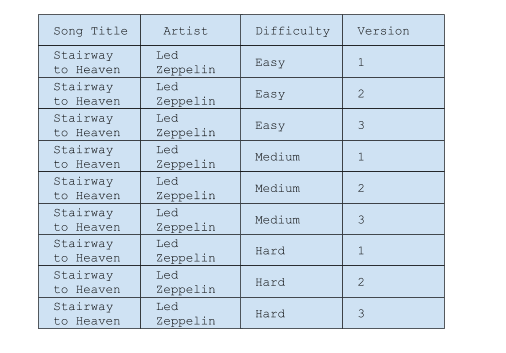 Song Title Artist Difficulty Version
Stairway to Heaven Led Zeppelin Easy 1
Stairway to Heaven Led Zeppelin Easy 2
Stairway to Heaven Led Zeppelin Easy 3
Stairway to Heaven Led Zeppelin Medium 1
Stairway to Heaven Led Zeppelin Medium 2
Stairway to Heaven Led Zeppelin Medium 3
Stairway to Heaven Led Zeppelin Hard 1
Stairway to Heaven Led Zeppelin Hard 2
Stairway to Heaven Led Zeppelin Hard 3